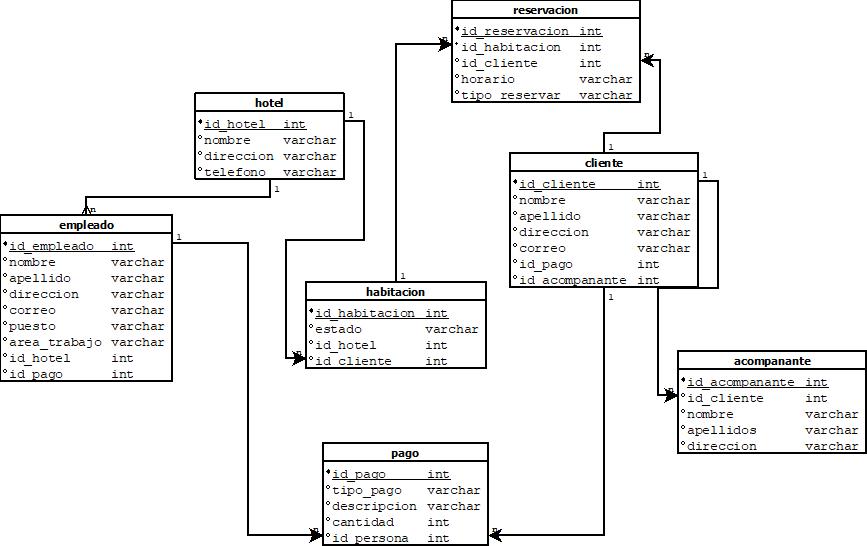 reservacion
id_reservacion int
id_habitacion int
id_cliente int
horario varchar
tipo_reservar varchar
n
n
hotel
id_hotel int
nombre varchar
direccion varchar
telefono varchar
1
1
n
1
cliente
id_cliente int
nombre varchar
apellido varchar
direccion varchar
correo varchar
id_pago int
id_acompanante int
1
1
empleado
id_empleado int
nombre varchar
apellido varchar
direccion varchar
correo varchar
puesto varchar
area_trabajo varchar
id_hotel int
id_pago int
1
1
habitacion
id_habitacion int
estado varchar
id_hotel int
id_cliente int
n
acompanante
id_acompanante int
id_cliente int
nombre varchar
apellidos varchar
direccion varchar
n
pago
id_pago int
tipo_pago varchar
descripcion varchar
cantidad int
id_persona int
n
n